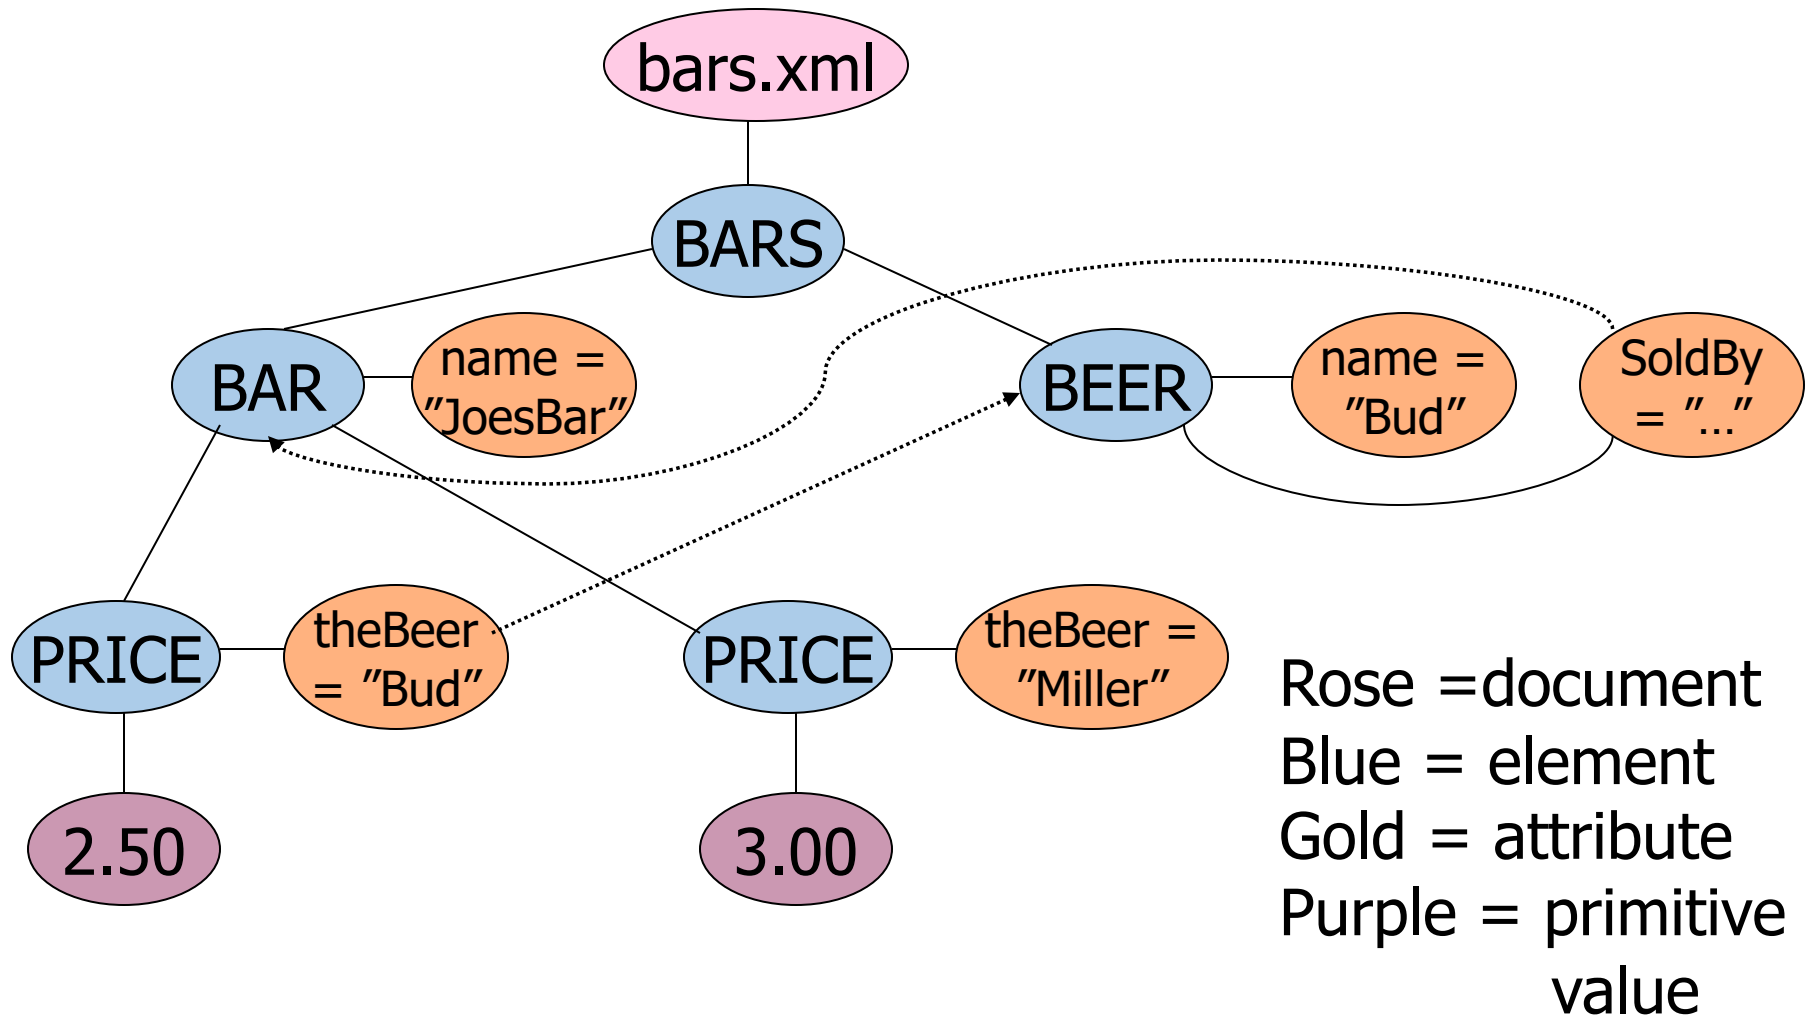 bars.xml
BARS
BAR
name =
”JoesBar”
BEER
name =
”Bud”
SoldBy
= ”…”
PRICE
theBeer
= ”Bud”
PRICE
theBeer =
”Miller”
2.50
3.00
Rose =document
Blue = element
Gold = attribute
Purple = primitive
value